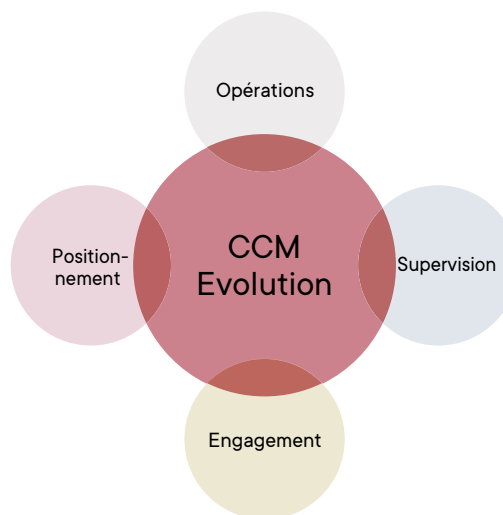 Opérations
Position-
nement
CCM
Evolution
Supervision
Engagement